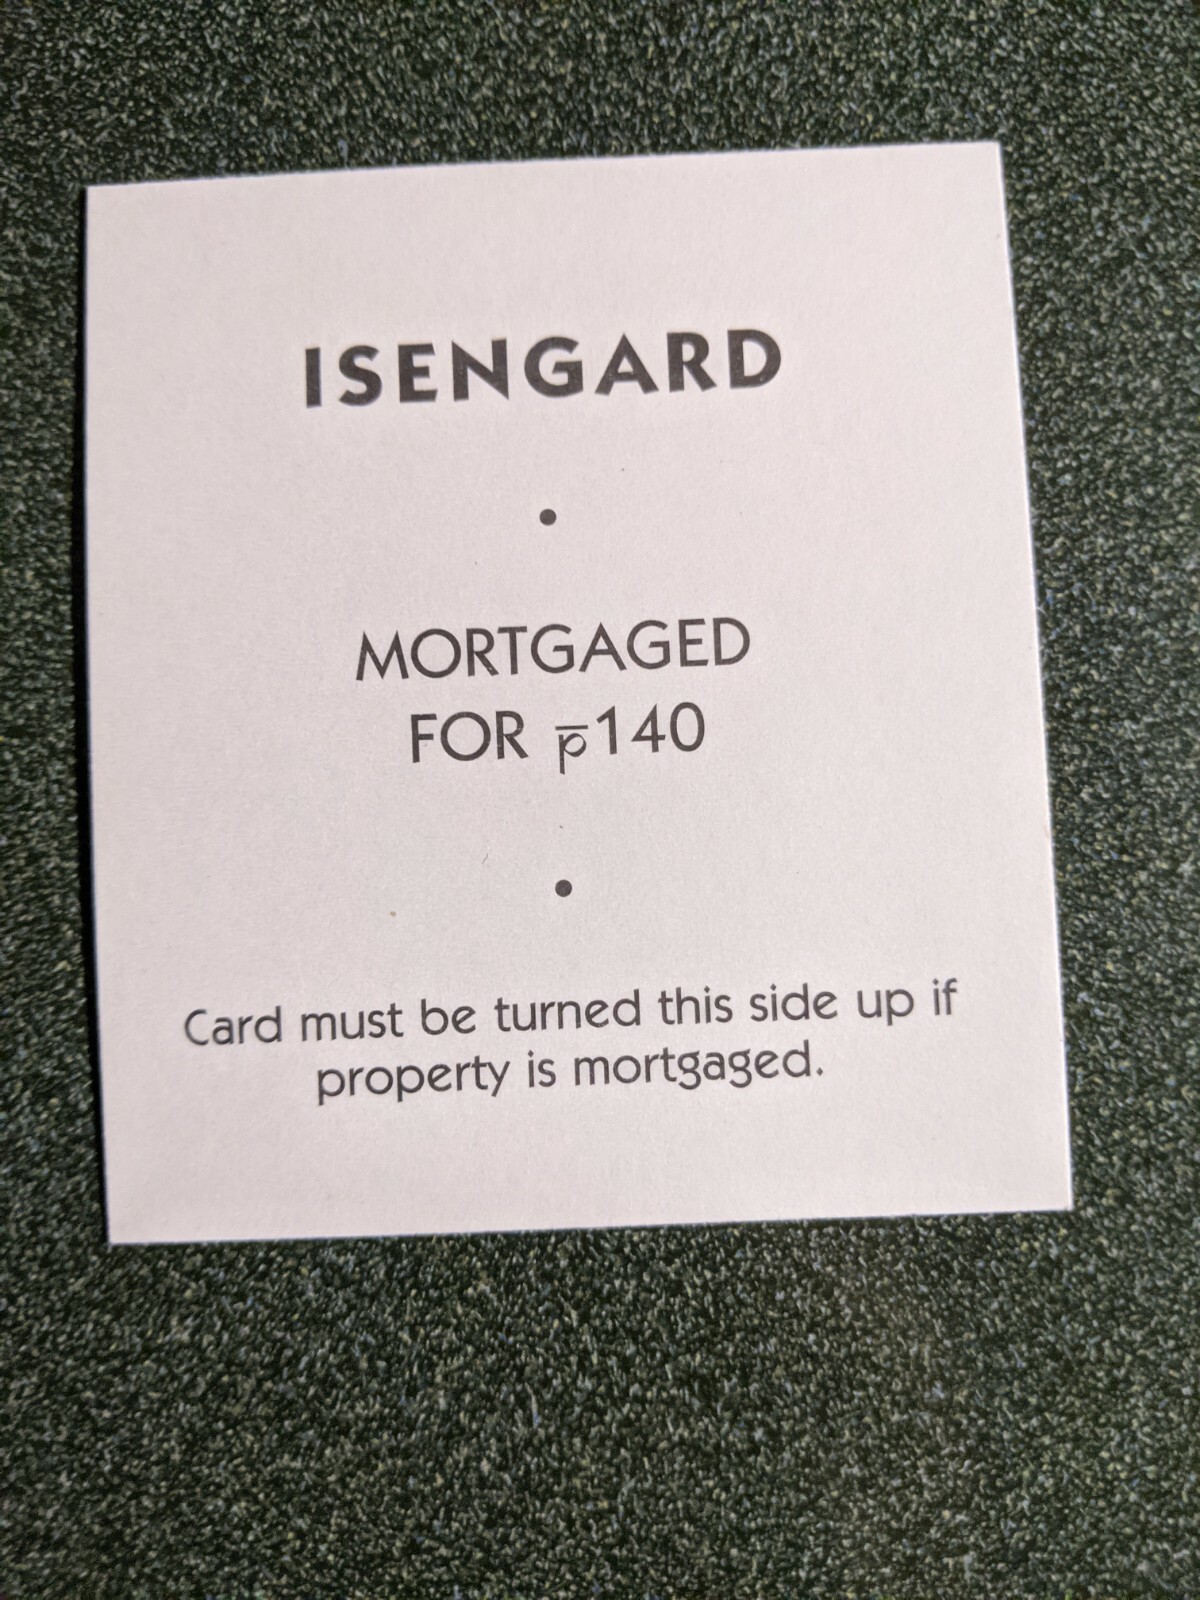 ISENGARD
•
MORTGAGED
FOR p̅140
•
Card must be turned this side up if
property is mortgaged.